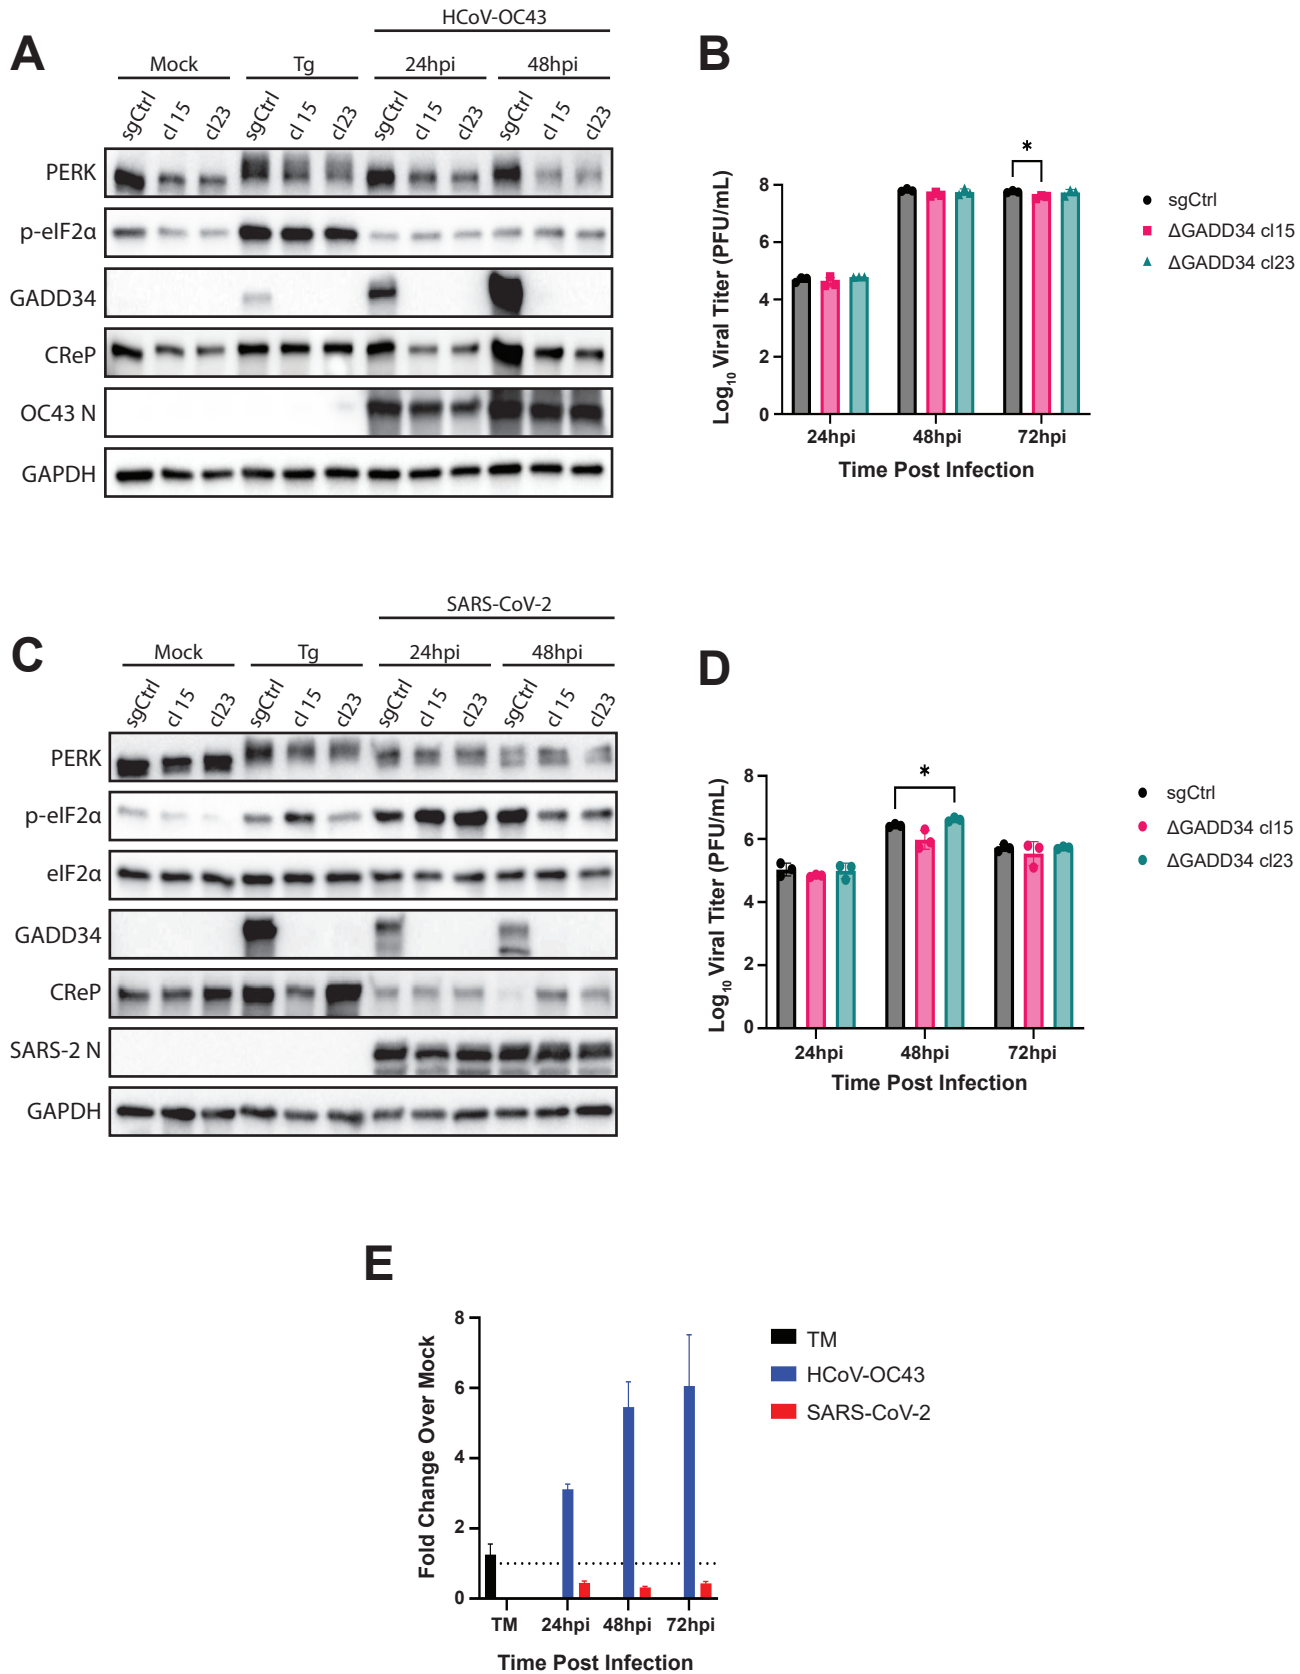 A
HCoV-OC43
Mock Tg 24hpi 48hpi
sgCtrl cl 15 cl23 sgCtrl cl 15 cl23 sgCtrl cl 15 cl23 sgCtrl cl 15 cl23
PERK
p-eIF2α
GADD34
CReP
OC43 N
GAPDH
B
Log10 Viral Titer (PFU/mL)
8
6
4
2
0
*
24hpi 48hpi 72hpi
Time Post Infection
sgCtrl
ΔGADD34 cl15
ΔGADD34 cl23
C
SARS-CoV-2
Mock Tg 24hpi 48hpi
sgCtrl cl 15 cl23 sgCtrl cl 15 cl23 sgCtrl cl 15 cl23 sgCtrl cl 15 cl23
PERK
p-eIF2α
eIF2α
GADD34
CReP
SARS-2 N
GAPDH
D
Log10 Viral Titer (PFU/mL)
8
6
4
2
0
*
24hpi 48hpi 72hpi
Time Post Infection
sgCtrl
ΔGADD34 cl15
ΔGADD34 cl23
E
Fold Change Over Mock
8
6
4
2
0
TM 24hpi 48hpi 72hpi
Time Post Infection
TM
HCoV-OC43
SARS-CoV-2